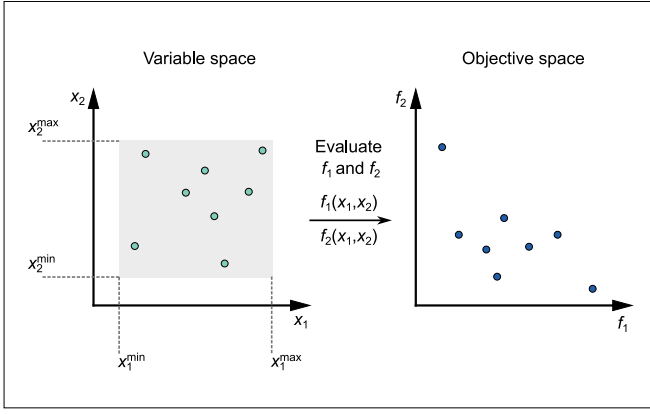 Variable space
Objective space
x₂
f₂
x₂ᵐᵃˣ
Evaluate
f₁ and f₂
f₁(x₁,x₂)
f₂(x₁,x₂)
x₂ᵐⁱⁿ
x₁
f₁
x₁ᵐⁱⁿ
x₁ᵐᵃˣ